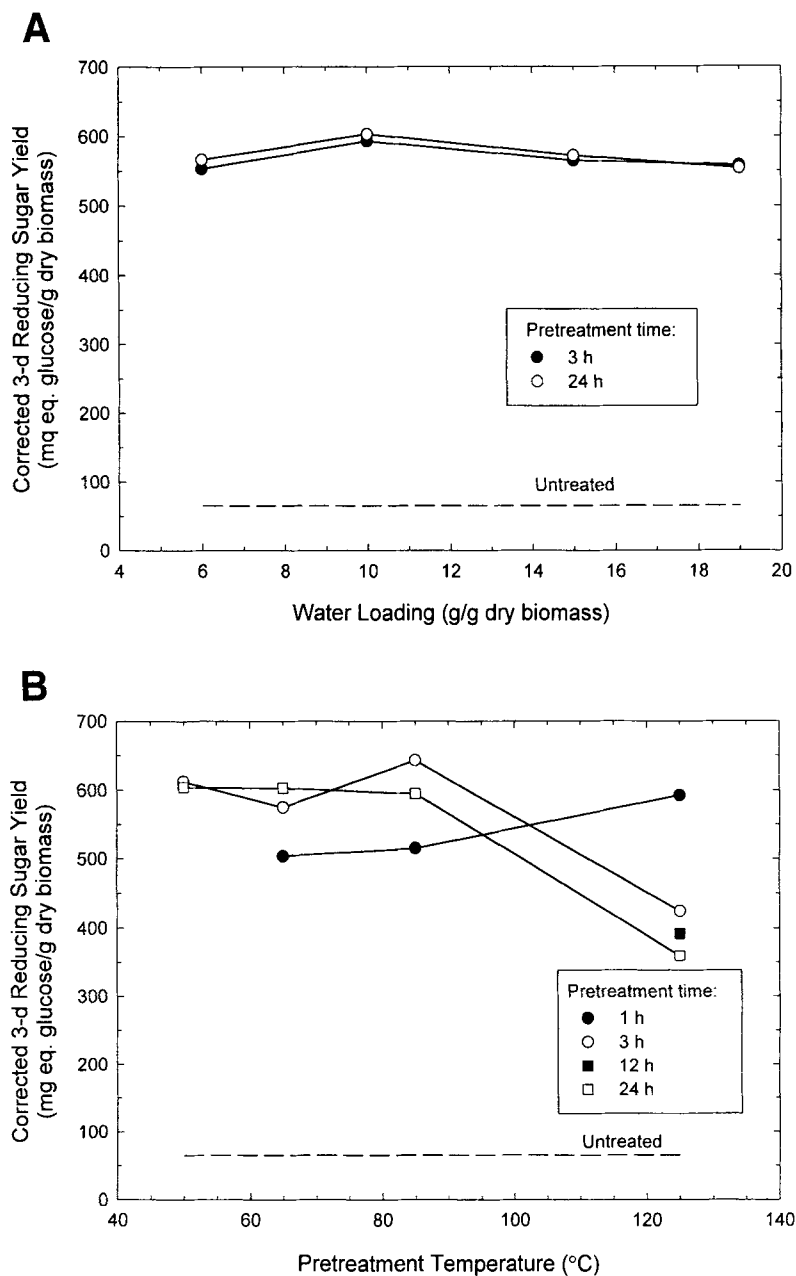 A
700
600
500
400
300
200
100
0
Corrected 3-d Reducing Sugar Yield
(mq eq. glucose/g dry biomass)
Pretreatment time:
3 h
24 h
Untreated
4 6 8 10 12 14 16 18 20
Water Loading (g/g dry biomass)
B
700
600
500
400
300
200
100
0
Corrected 3-d Reducing Sugar Yield
(mg eq. glucose/g dry biomass)
Pretreatment time:
1 h
3 h
12 h
24 h
Untreated
40 60 80 100 120 140
Pretreatment Temperature (°C)